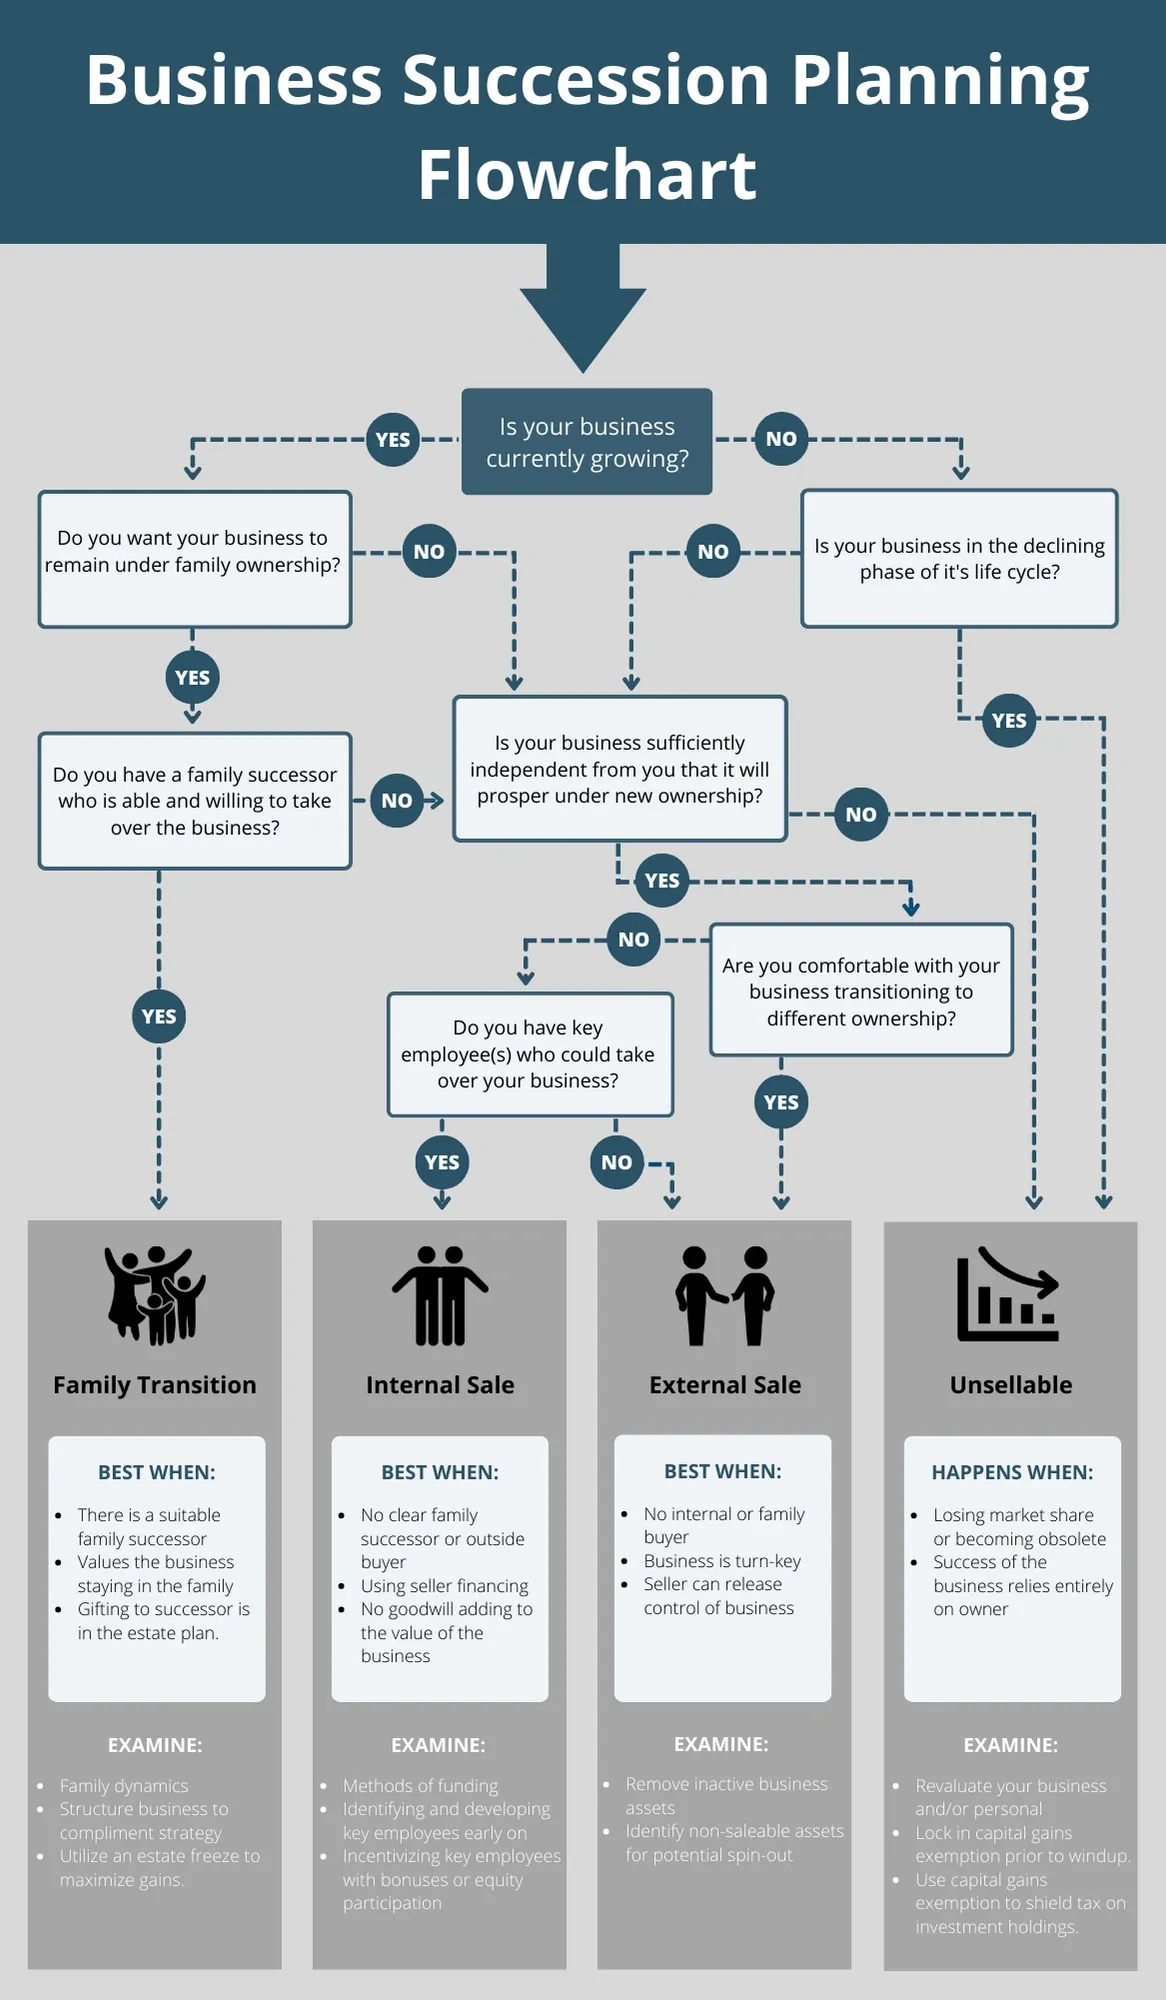 Business Succession Planning
Flowchart
Is your business
currently growing?
YES
NO
Do you want your business to
remain under family ownership?
NO
NO
Is your business in the declining
phase of it's life cycle?
YES
YES
Do you have a family successor
who is able and willing to take
over the business?
NO
Is your business sufficiently
independent from you that it will
prosper under new ownership?
NO
YES
NO
Are you comfortable with your
business transitioning to
different ownership?
YES
Do you have key
employee(s) who could take
over your business?
YES
YES
NO
Family Transition
BEST WHEN:
• There is a suitable
family successor
• Values the business
staying in the family
• Gifting to successor is
in the estate plan.
EXAMINE:
• Family dynamics
• Structure business to
compliment strategy
• Utilize an estate freeze to
maximize gains.
Internal Sale
BEST WHEN:
• No clear family
successor or outside
buyer
• Using seller financing
• No goodwill adding to
the value of the
business
EXAMINE:
• Methods of funding
• Identifying and developing
key employees early on
• Incentivizing key employees
with bonuses or equity
participation
External Sale
BEST WHEN:
• No internal or family
buyer
• Business is turn-key
• Seller can release
control of business
EXAMINE:
• Remove inactive business
assets
• Identify non-saleable assets
for potential spin-out
Unsellable
HAPPENS WHEN:
• Losing market share
or becoming obsolete
• Success of the
business relies entirely
on owner
EXAMINE:
• Revaluate your business
and/or personal
• Lock in capital gains
exemption prior to windup.
• Use capital gains
exemption to shield tax on
investment holdings.